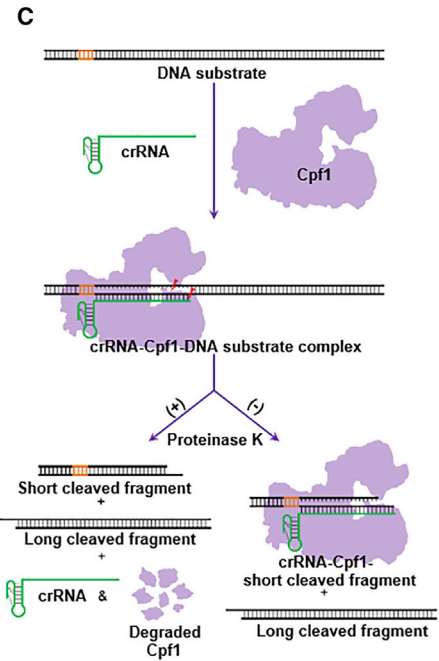 C
DNA substrate
crRNA
Cpf1
crRNA-Cpf1-DNA substrate complex
(+)
(-)
Proteinase K
Short cleaved fragment
+
Long cleaved fragment
+
crRNA &
Degraded
Cpf1
crRNA-Cpf1-
short cleaved fragment
+
Long cleaved fragment